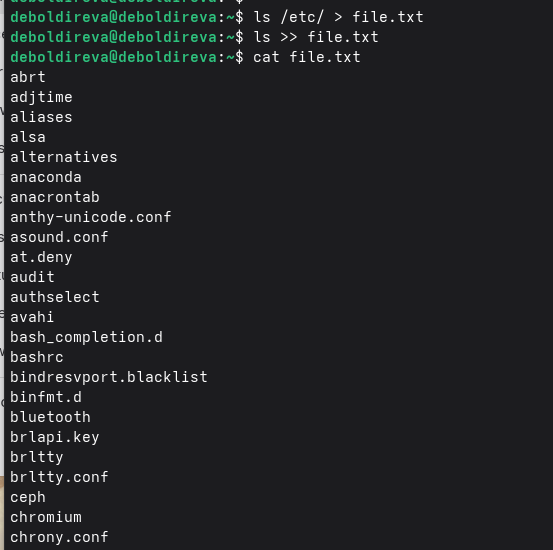 deboldireva@deboldireva:~$ ls /etc/ > file.txt
deboldireva@deboldireva:~$ ls >> file.txt
deboldireva@deboldireva:~$ cat file.txt
abrt
adjtime
aliases
alsa
alternatives
anaconda
anacrontab
anthy-unicode.conf
asound.conf
at.deny
audit
authselect
avahi
bash_completion.d
bashrc
bindresvport.blacklist
binfmt.d
bluetooth
brlapi.key
brltty
brltty.conf
ceph
chromium
chrony.conf